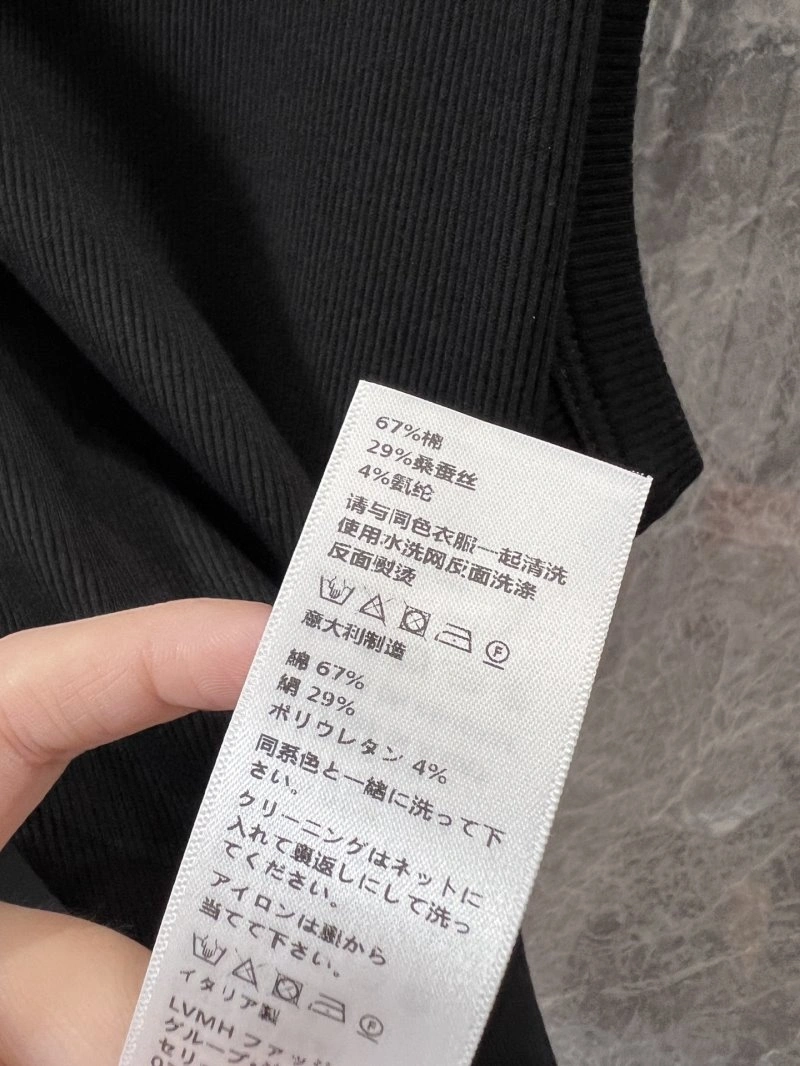 67%棉
29%桑蚕丝
4%氨纶
请与同色衣服一起清洗
使用水洗网反面洗涤
反面熨烫
F
意大利制造
綿 67%
絹 29%
ポリウレタン 4%
同系色と一緒に洗って下
さい。
クリーニングはネットに
入れて裏返しにして洗っ
てください。
アイロンは裏から
当てて下さい。
F
イタリア製
LVMH ファッション
グループ・
セリ